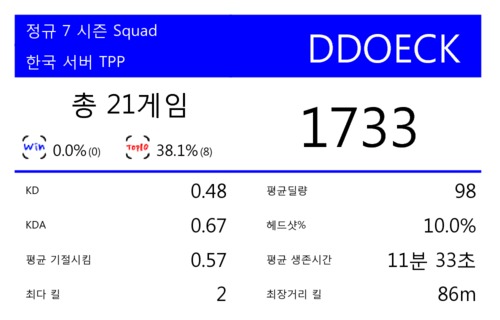 정규 7 시즌 Squad
한국 서버 TPP
DDOECK
총 21게임
Win 0.0%(0) TOP10 38.1%(8)
1733
KD 0.48
평균딜량 98
KDA 0.67
헤드샷% 10.0%
평균 기절시킴 0.57
평균 생존시간 11분 33초
최다 킬 2
최장거리 킬 86m